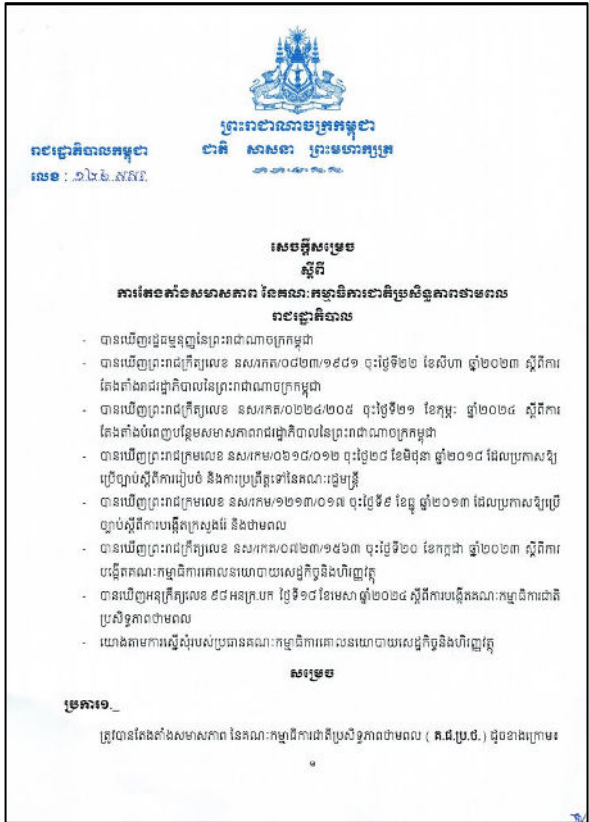 ព្រះរាជាណាចក្រកម្ពុជា
ជាតិ សាសនា ព្រះមហាក្សត្រ
រាជរដ្ឋាភិបាលកម្ពុជា
លេខ : ១៤៦ សសរ
សេចក្តីសម្រេច
ស្តីពី
ការតែងតាំងសមាសភាព នៃគណៈកម្មាធិការជាតិប្រសិទ្ធភាពថាមពល
រាជរដ្ឋាភិបាល
- បានឃើញរដ្ឋធម្មនុញ្ញនៃព្រះរាជាណាចក្រកម្ពុជា
- បានឃើញព្រះរាជក្រឹត្យលេខ នស/រកត/០៨២៣/១៩៨១ ចុះថ្ងៃទី២២ ខែសីហា ឆ្នាំ២០២៣ ស្តីពីការ
តែងតាំងរាជរដ្ឋាភិបាលនៃព្រះរាជាណាចក្រកម្ពុជា
- បានឃើញព្រះរាជក្រឹត្យលេខ នស/រកត/០២២៤/២០៥ ចុះថ្ងៃទី២១ ខែកុម្ភៈ ឆ្នាំ២០២៤ ស្តីពីការ
តែងតាំងបំពេញបន្ថែមសមាសភាពរាជរដ្ឋាភិបាលនៃព្រះរាជាណាចក្រកម្ពុជា
- បានឃើញព្រះរាជក្រមលេខ នស/រកម/០៦១៨/០១២ ចុះថ្ងៃ២៨ ខែមិថុនា ឆ្នាំ២០១៨ ដែលប្រកាសឱ្យ
ប្រើច្បាប់ស្តីពីការរៀបចំ និងការប្រព្រឹត្តទៅនៃគណៈរដ្ឋមន្ត្រី
- បានឃើញព្រះរាជក្រមលេខ នស/រកម/១២១៣/០១៧ ចុះថ្ងៃទី៩ ខែធ្នូ ឆ្នាំ២០១៣ ដែលប្រកាសឱ្យប្រើ
ច្បាប់ស្តីពីការបង្កើតក្រសួងរ៉ែ និងថាមពល
- បានឃើញព្រះរាជក្រឹត្យលេខ នស/រកត/០៧២៣/១៥៦៣ ចុះថ្ងៃទី២០ ខែកក្កដា ឆ្នាំ២០២៣ ស្តីពីការ
បង្កើតគណៈកម្មាធិការគោលនយោបាយសេដ្ឋកិច្ចនិងហិរញ្ញវត្ថុ
- បានឃើញអនុក្រឹត្យលេខ ៩៨ អនក្រ.បក ថ្ងៃទី១៨ ខែមេសា ឆ្នាំ២០២៤ ស្តីពីការបង្កើតគណៈកម្មាធិការជាតិ
ប្រសិទ្ធភាពថាមពល
- យោងតាមការស្នើសុំរបស់ប្រធានគណៈកម្មាធិការគោលនយោបាយសេដ្ឋកិច្ចនិងហិរញ្ញវត្ថុ
សម្រេច
ប្រការ១._
ត្រូវបានតែងតាំងសមាសភាព នៃគណៈកម្មាធិការជាតិប្រសិទ្ធភាពថាមពល ( គ.ជ.ប្រ.ថ. ) ដូចខាងក្រោម៖
១